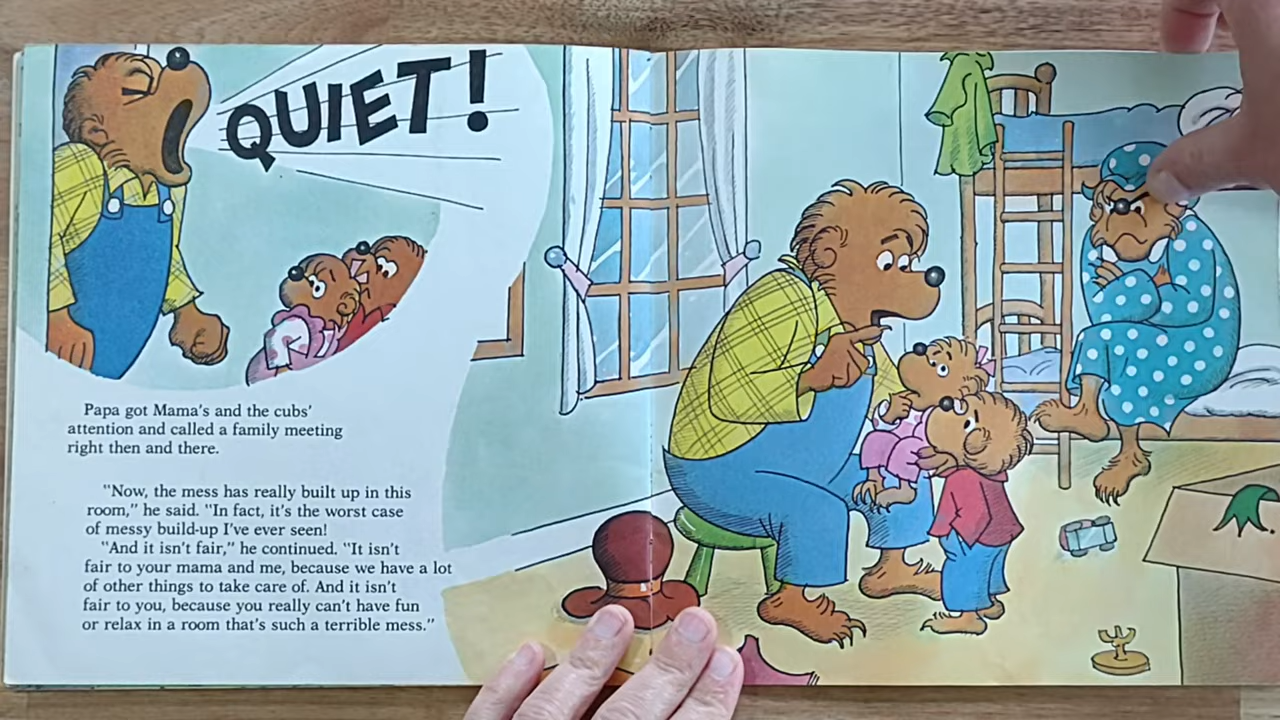 QUIET!
Papa got Mama's and the cubs'
attention and called a family meeting
right then and there.
"Now, the mess has really built up in this
room," he said. "In fact, it's the worst case
of messy build-up I've ever seen!
"And it isn't fair," he continued. "It isn't
fair to your mama and me, because we have a lot
of other things to take care of. And it isn't
fair to you, because you really can't have fun
or relax in a room that's such a terrible mess."